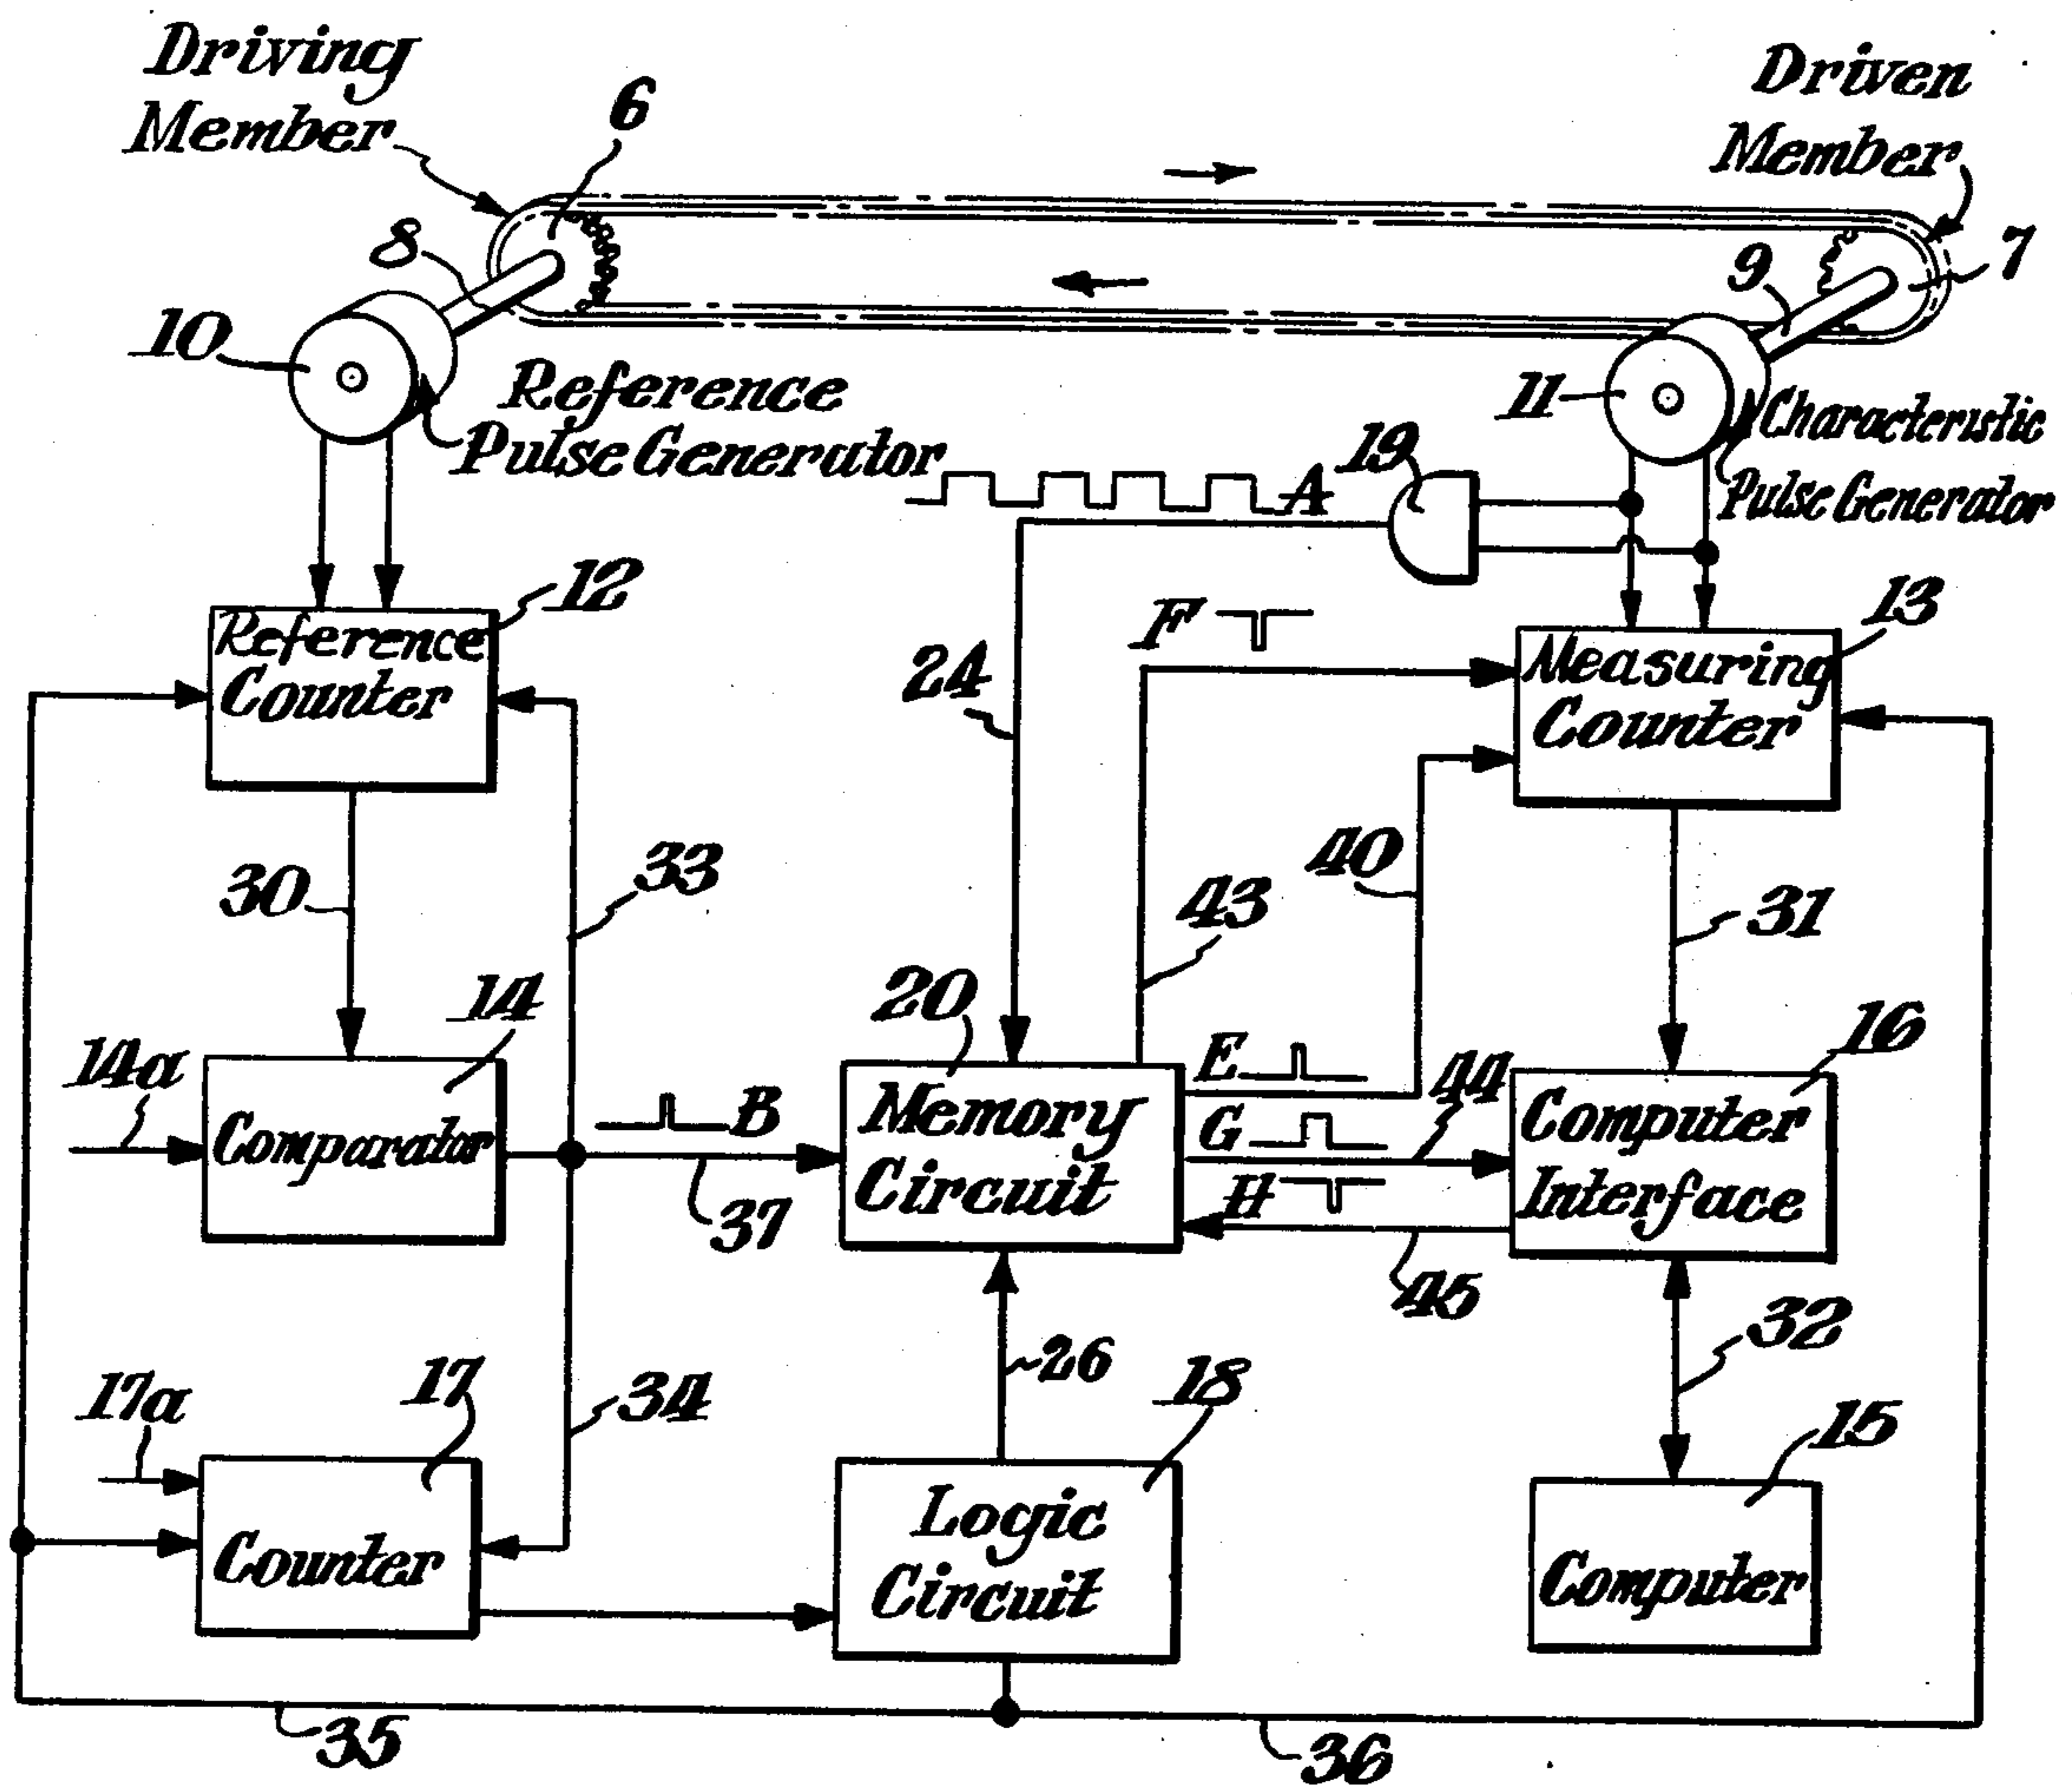 Driving
Member
6
Driven
Member
8
9
7
10
Reference
Pulse Generator
11
Characteristic
Pulse Generator
19
A
12
Reference
Counter
F
13
Measuring
Counter
24
40
33
30
43
31
14
14a
Comparator
B
37
20
Memory
Circuit
E
G
44
H
45
16
Computer
Interface
32
26
17a
17
34
Counter
18
Logic
Circuit
15
Computer
35
36